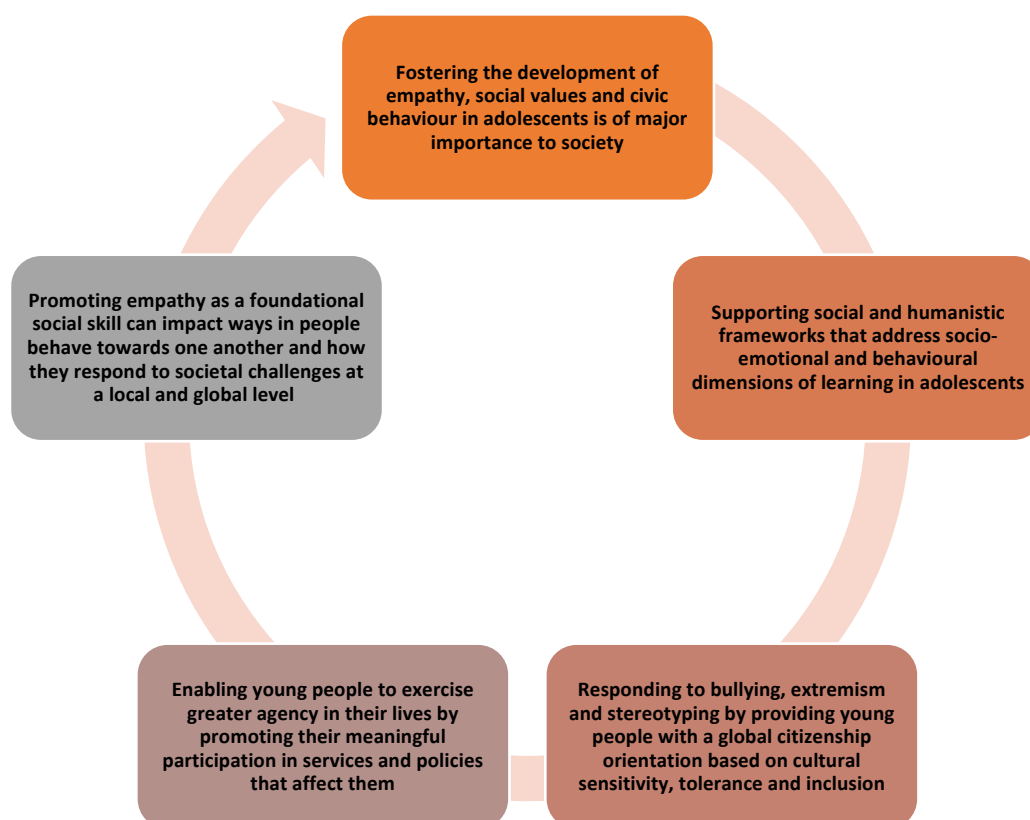 Fostering the development of
empathy, social values and civic
behaviour in adolescents is of major
importance to society
Supporting social and humanistic
frameworks that address socio-
emotional and behavioural
dimensions of learning in adolescents
Responding to bullying, extremism
and stereotyping by providing young
people with a global citizenship
orientation based on cultural
sensitivity, tolerance and inclusion
Enabling young people to exercise
greater agency in their lives by
promoting their meaningful
participation in services and policies
that affect them
Promoting empathy as a foundational
social skill can impact ways in people
behave towards one another and how
they respond to societal challenges at
a local and global level